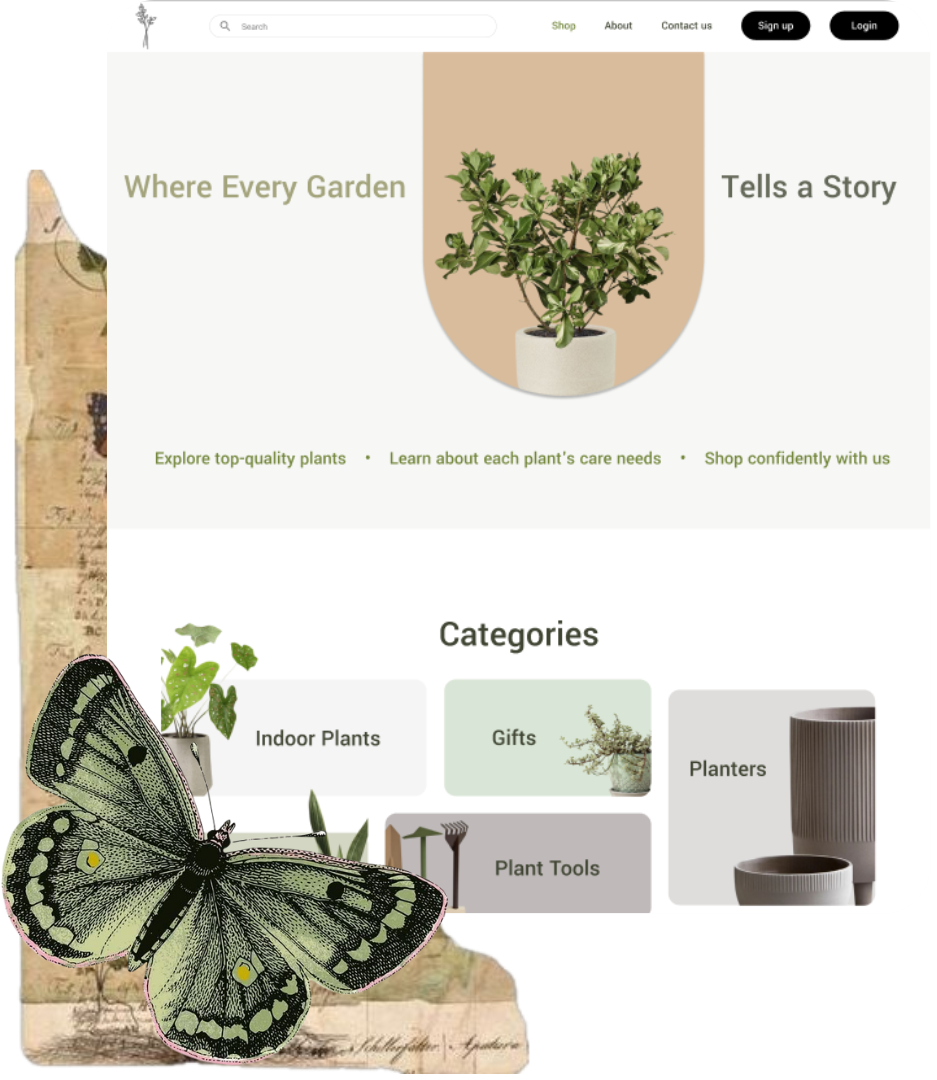 Search
Shop
About
Contact us
Sign up
Login
Where Every Garden
Tells a Story
Explore top-quality plants • Learn about each plant's care needs • Shop confidently with us
Categories
Indoor Plants
Gifts
Planters
Plant Tools